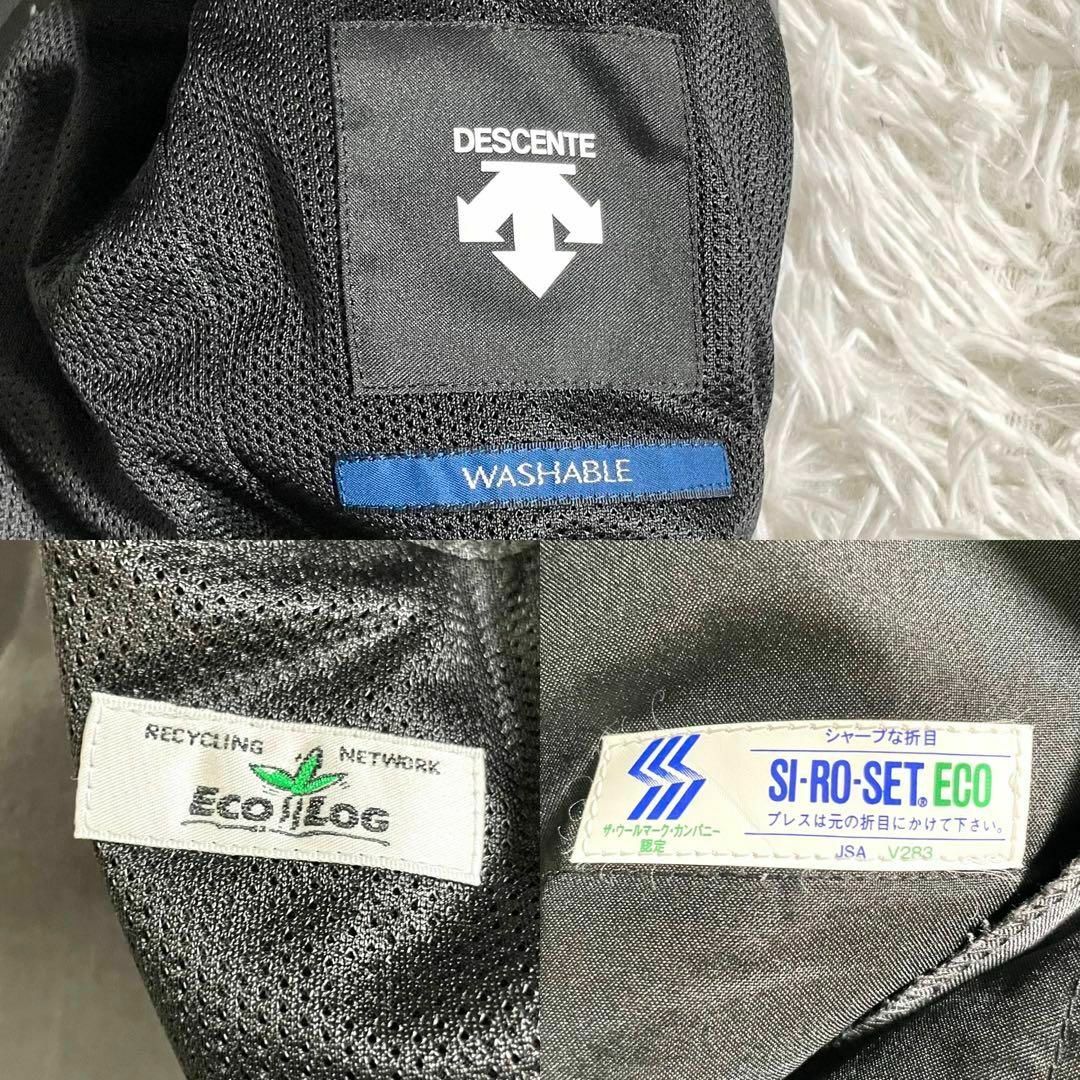 DESCENTE
WASHABLE
RECYCLING NETWORK
ECOLOG
シャープな折目
SI-RO-SET® ECO
プレスは元の折目にかけて下さい。
ザ・ウールマーク・カンパニー
認定
JSA V283